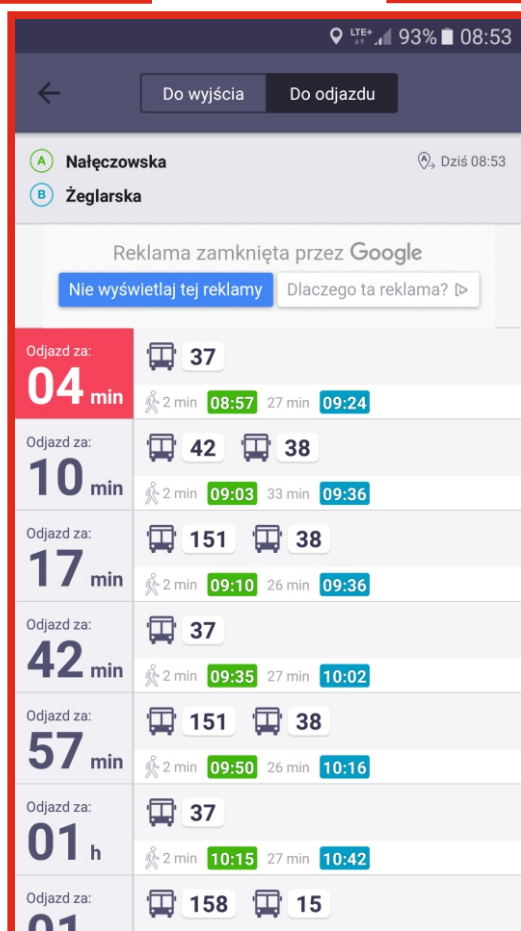 LTE+ 93% 08:53
Do wyjścia Do odjazdu
A Nałęczowska A Dziś 08:53
B Żeglarska
Reklama zamknięta przez Google
Nie wyświetlaj tej reklamy Dlaczego ta reklama?
Odjazd za: 37
04 min 2 min 08:57 27 min 09:24
Odjazd za: 42 38
10 min 2 min 09:03 33 min 09:36
Odjazd za: 151 38
17 min 2 min 09:10 26 min 09:36
Odjazd za: 37
42 min 2 min 09:35 27 min 10:02
Odjazd za: 151 38
57 min 2 min 09:50 26 min 10:16
Odjazd za: 37
01 h 2 min 10:15 27 min 10:42
Odjazd za: 158 15
01